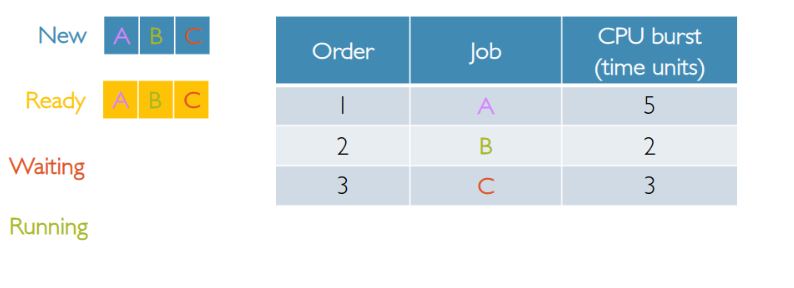 New A B C
Ready A B C
Waiting
Running
Order Job CPU burst
(time units)
1 A 5
2 B 2
3 C 3